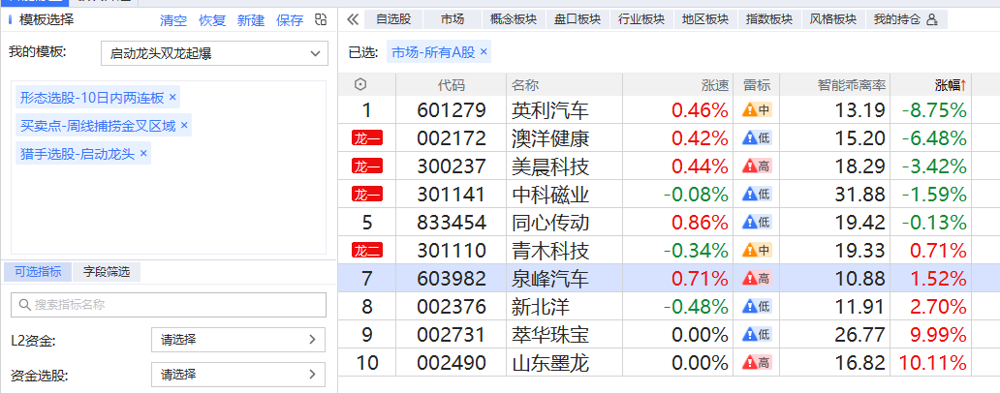 模板选择 清空 恢复 新建 保存
我的模板: 启动龙头双龙起爆
形态选股-10日内两连板 ×
买卖点-周线捕捞金叉区域 ×
猎手选股-启动龙头 ×
可选指标 字段筛选
搜索指标名称
L2资金: 请选择
资金选股: 请选择
自选股 市场 概念板块 盘口板块 行业板块 地区板块 指数板块 风格板块 我的持仓
已选: 市场-所有A股 ×
代码 名称 涨速 雷标 智能乖离率 涨幅↑
1 601279 英利汽车 0.46% 中 13.19 -8.75%
龙一 002172 澳洋健康 0.42% 低 15.20 -6.48%
龙一 300237 美晨科技 0.44% 高 18.29 -3.42%
龙一 301141 中科磁业 -0.08% 低 31.88 -1.59%
5 833454 同心传动 0.86% 低 19.42 -0.13%
龙二 301110 青木科技 -0.34% 中 19.33 0.71%
7 603982 泉峰汽车 0.71% 高 10.88 1.52%
8 002376 新北洋 -0.48% 低 11.91 2.70%
9 002731 萃华珠宝 0.00% 低 26.77 9.99%
10 002490 山东墨龙 0.00% 高 16.82 10.11%